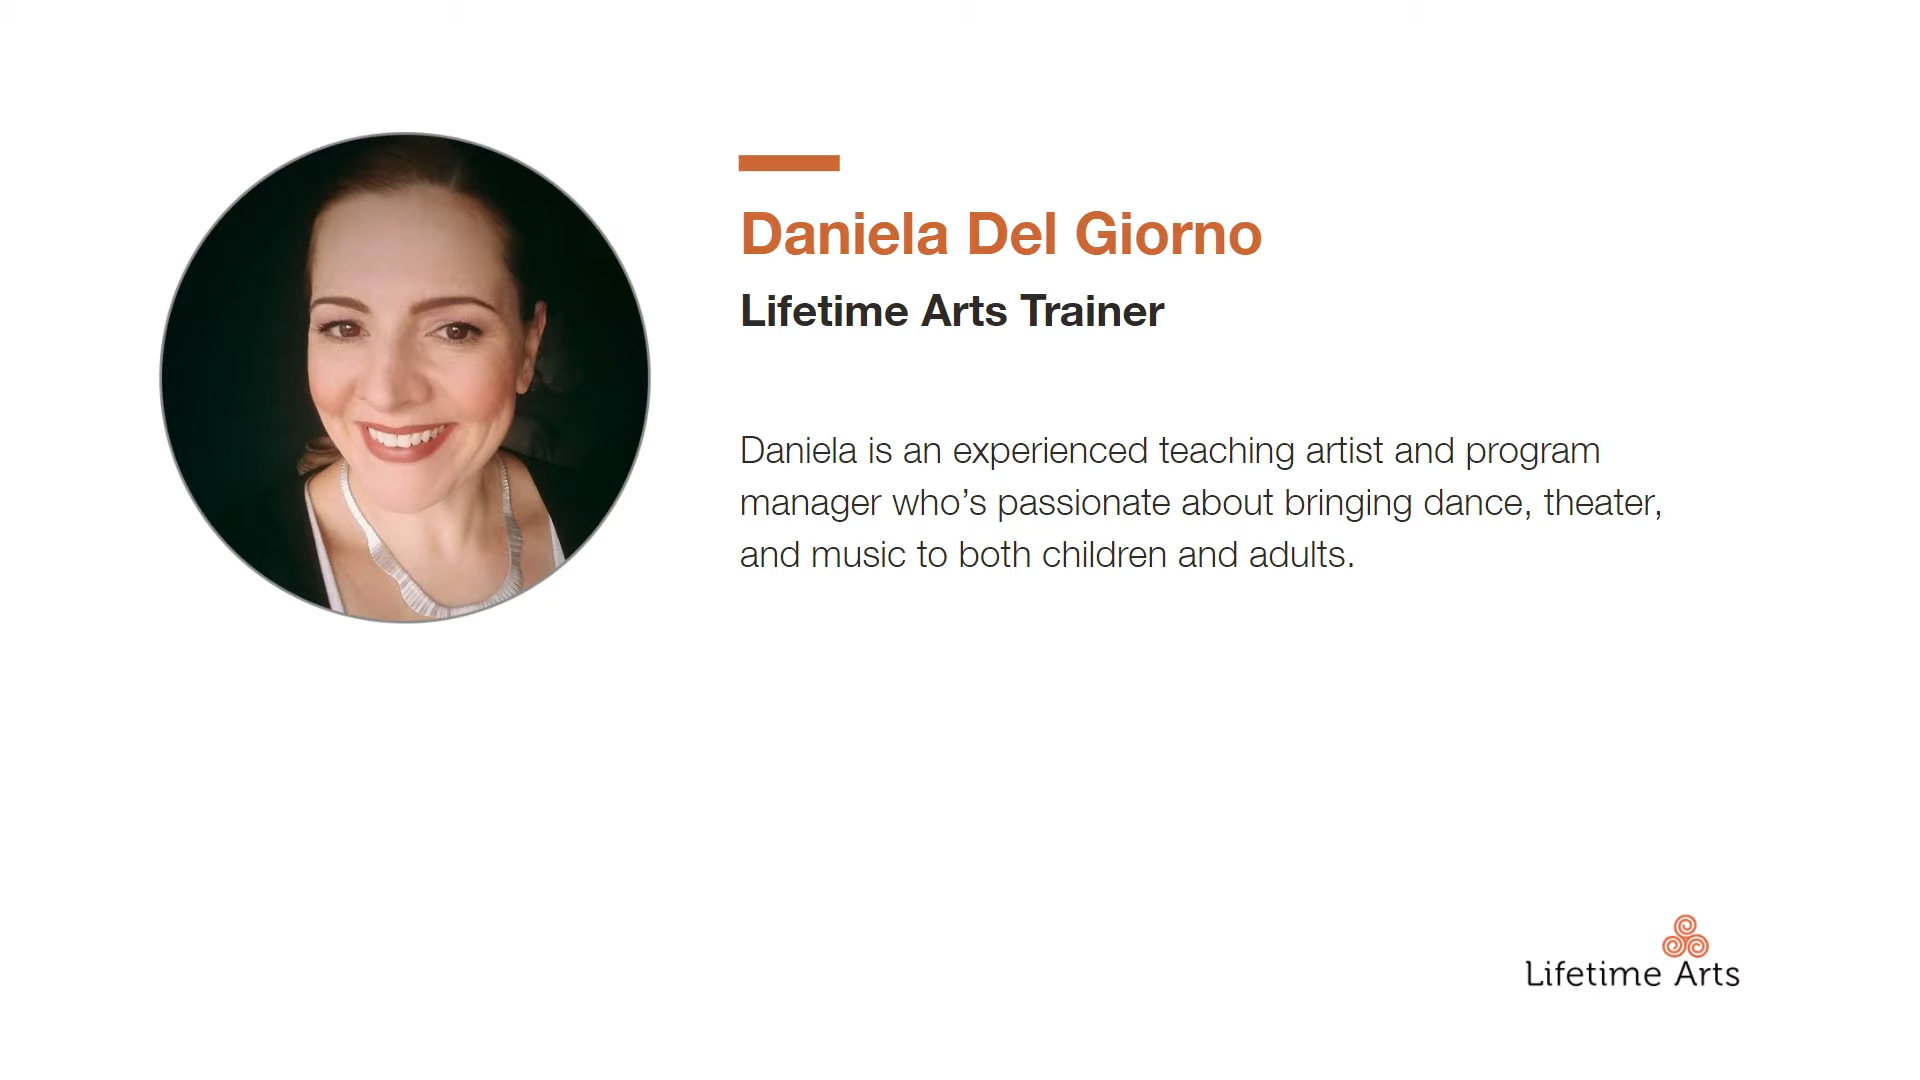 Daniela Del Giorno
Lifetime Arts Trainer
Daniela is an experienced teaching artist and program
manager who’s passionate about bringing dance, theater,
and music to both children and adults.
Lifetime Arts